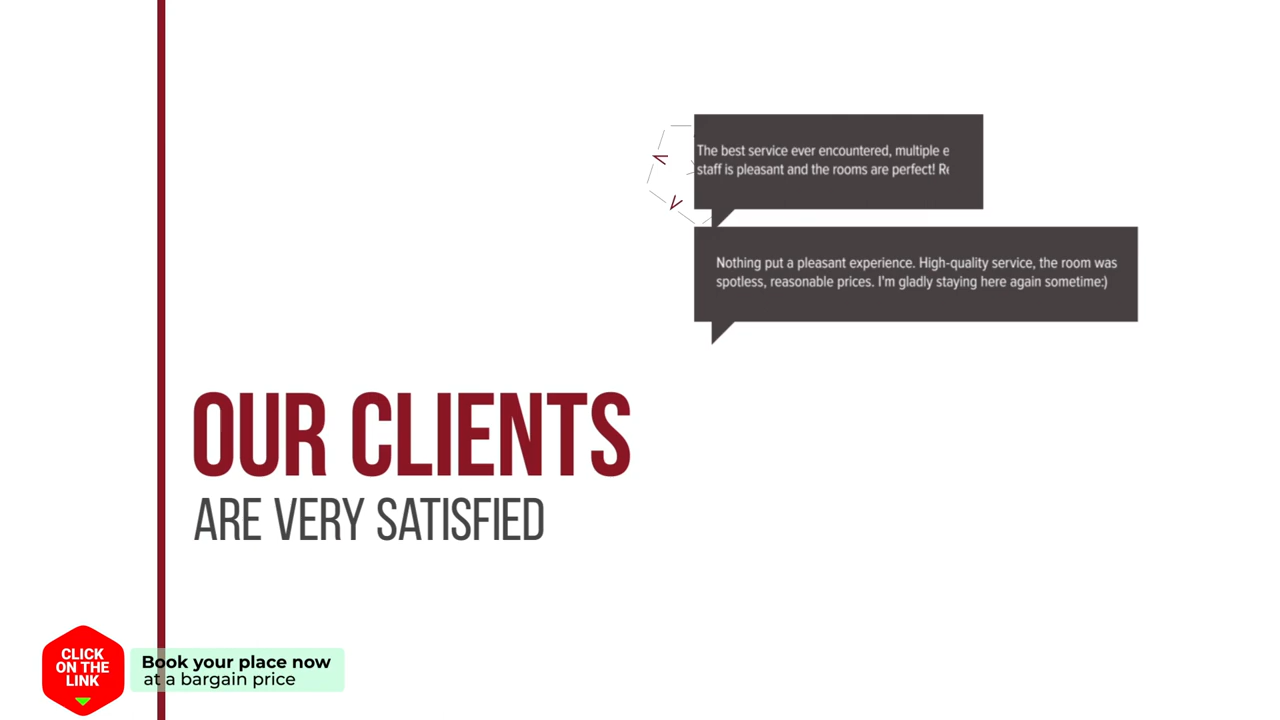 The best service ever encountered, multiple
staff is pleasant and the rooms are perfect!
Nothing put a pleasant experience. High-quality service, the room was
spotless, reasonable prices. I'm gladly staying here again sometime:)
OUR CLIENTS
ARE VERY SATISFIED
CLICK
ON THE
LINK
Book your place now
at a bargain price